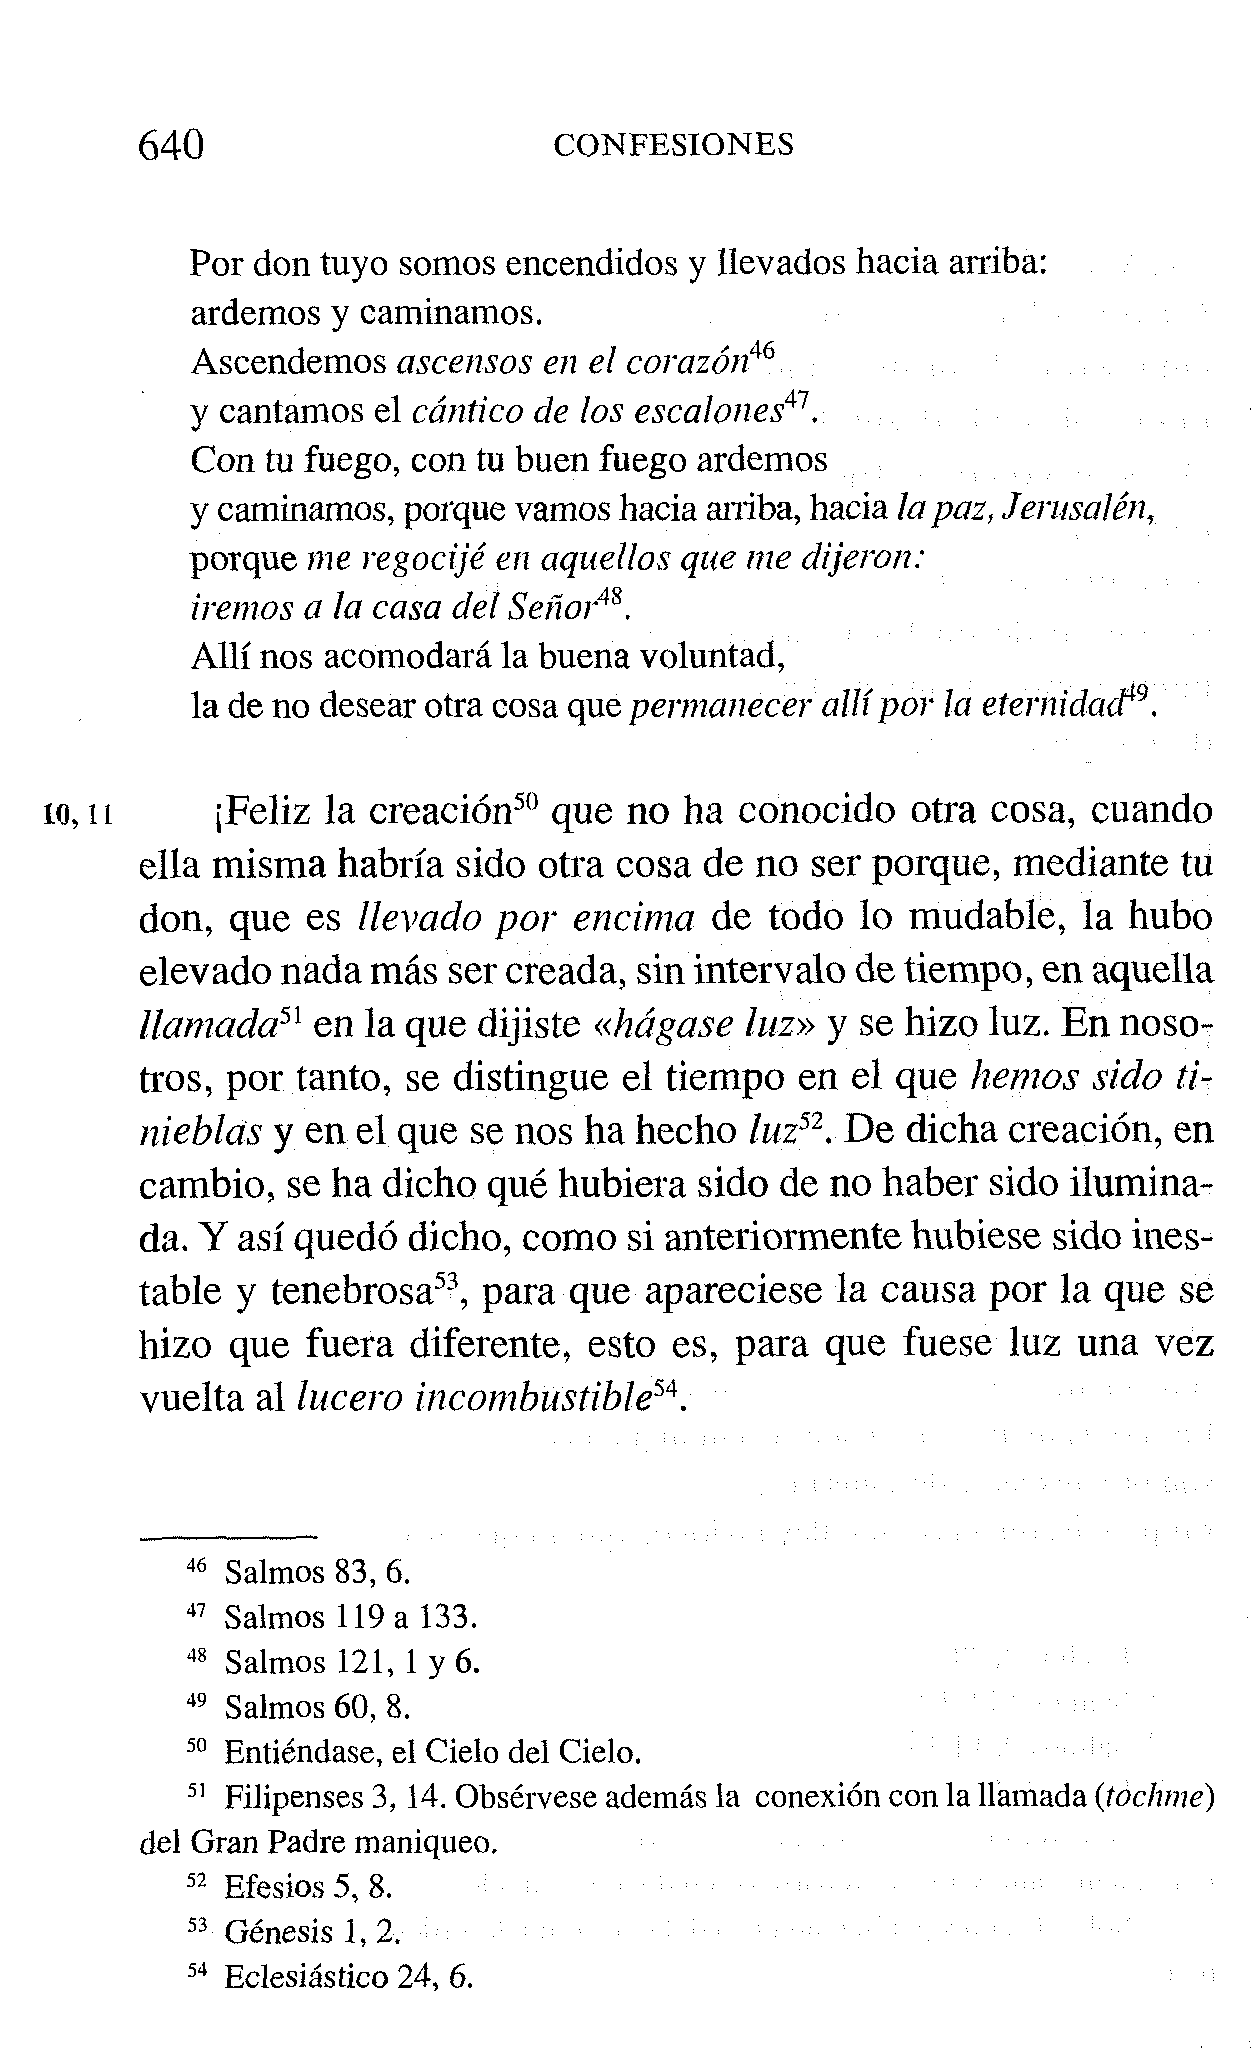 640 CONFESIONES
Por don tuyo somos encendidos y llevados hacia arriba:
ardemos y caminamos.
Ascendemos ascensos en el corazón⁴⁶
y cantamos el cántico de los escalones⁴⁷.
Con tu fuego, con tu buen fuego ardemos
y caminamos, porque vamos hacia arriba, hacia la paz, Jerusalén,
porque me regocijé en aquellos que me dijeron:
iremos a la casa del Señor⁴⁸.
Allí nos acomodará la buena voluntad,
la de no desear otra cosa que permanecer allí por la eternidad⁴⁹.
10, 11 ¡Feliz la creación⁵⁰ que no ha conocido otra cosa, cuando
ella misma habría sido otra cosa de no ser porque, mediante tu
don, que es llevado por encima de todo lo mudable, la hubo
elevado nada más ser creada, sin intervalo de tiempo, en aquella
llamada⁵¹ en la que dijiste «hágase luz» y se hizo luz. En noso-
tros, por tanto, se distingue el tiempo en el que hemos sido ti-
nieblas y en el que se nos ha hecho luz⁵². De dicha creación, en
cambio, se ha dicho qué hubiera sido de no haber sido ilumina-
da. Y así quedó dicho, como si anteriormente hubiese sido ines-
table y tenebrosa⁵³, para que apareciese la causa por la que se
hizo que fuera diferente, esto es, para que fuese luz una vez
vuelta al lucero incombustible⁵⁴.
⁴⁶ Salmos 83, 6.
⁴⁷ Salmos 119 a 133.
⁴⁸ Salmos 121, 1 y 6.
⁴⁹ Salmos 60, 8.
⁵⁰ Entiéndase, el Cielo del Cielo.
⁵¹ Filipenses 3, 14. Obsérvese además la conexión con la llamada (tochme)
del Gran Padre maniqueo.
⁵² Efesios 5, 8.
⁵³ Génesis 1, 2.
⁵⁴ Eclesiástico 24, 6.